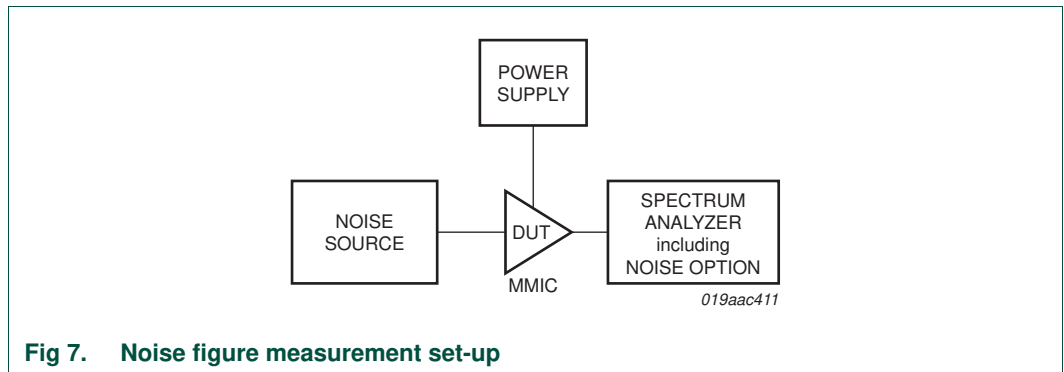 POWER
SUPPLY
NOISE
SOURCE
DUT
MMIC
SPECTRUM
ANALYZER
including
NOISE OPTION
019aac411
Fig 7. Noise figure measurement set-up